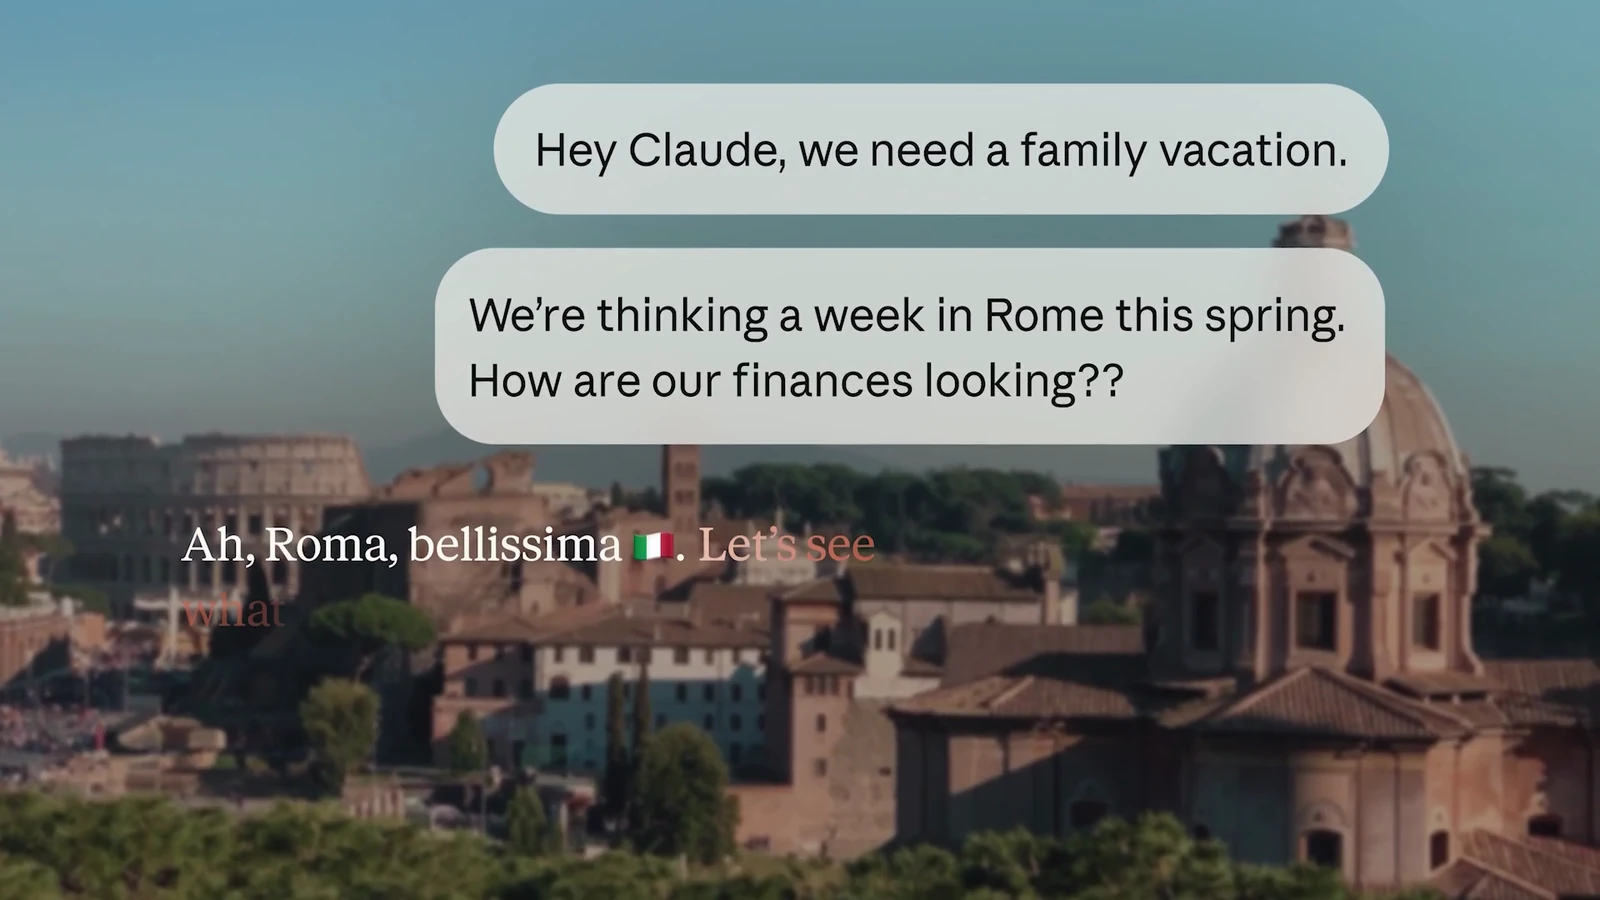 Hey Claude, we need a family vacation.
We’re thinking a week in Rome this spring.
How are our finances looking??
Ah, Roma, bellissima 🇮🇹. Let’s see
what